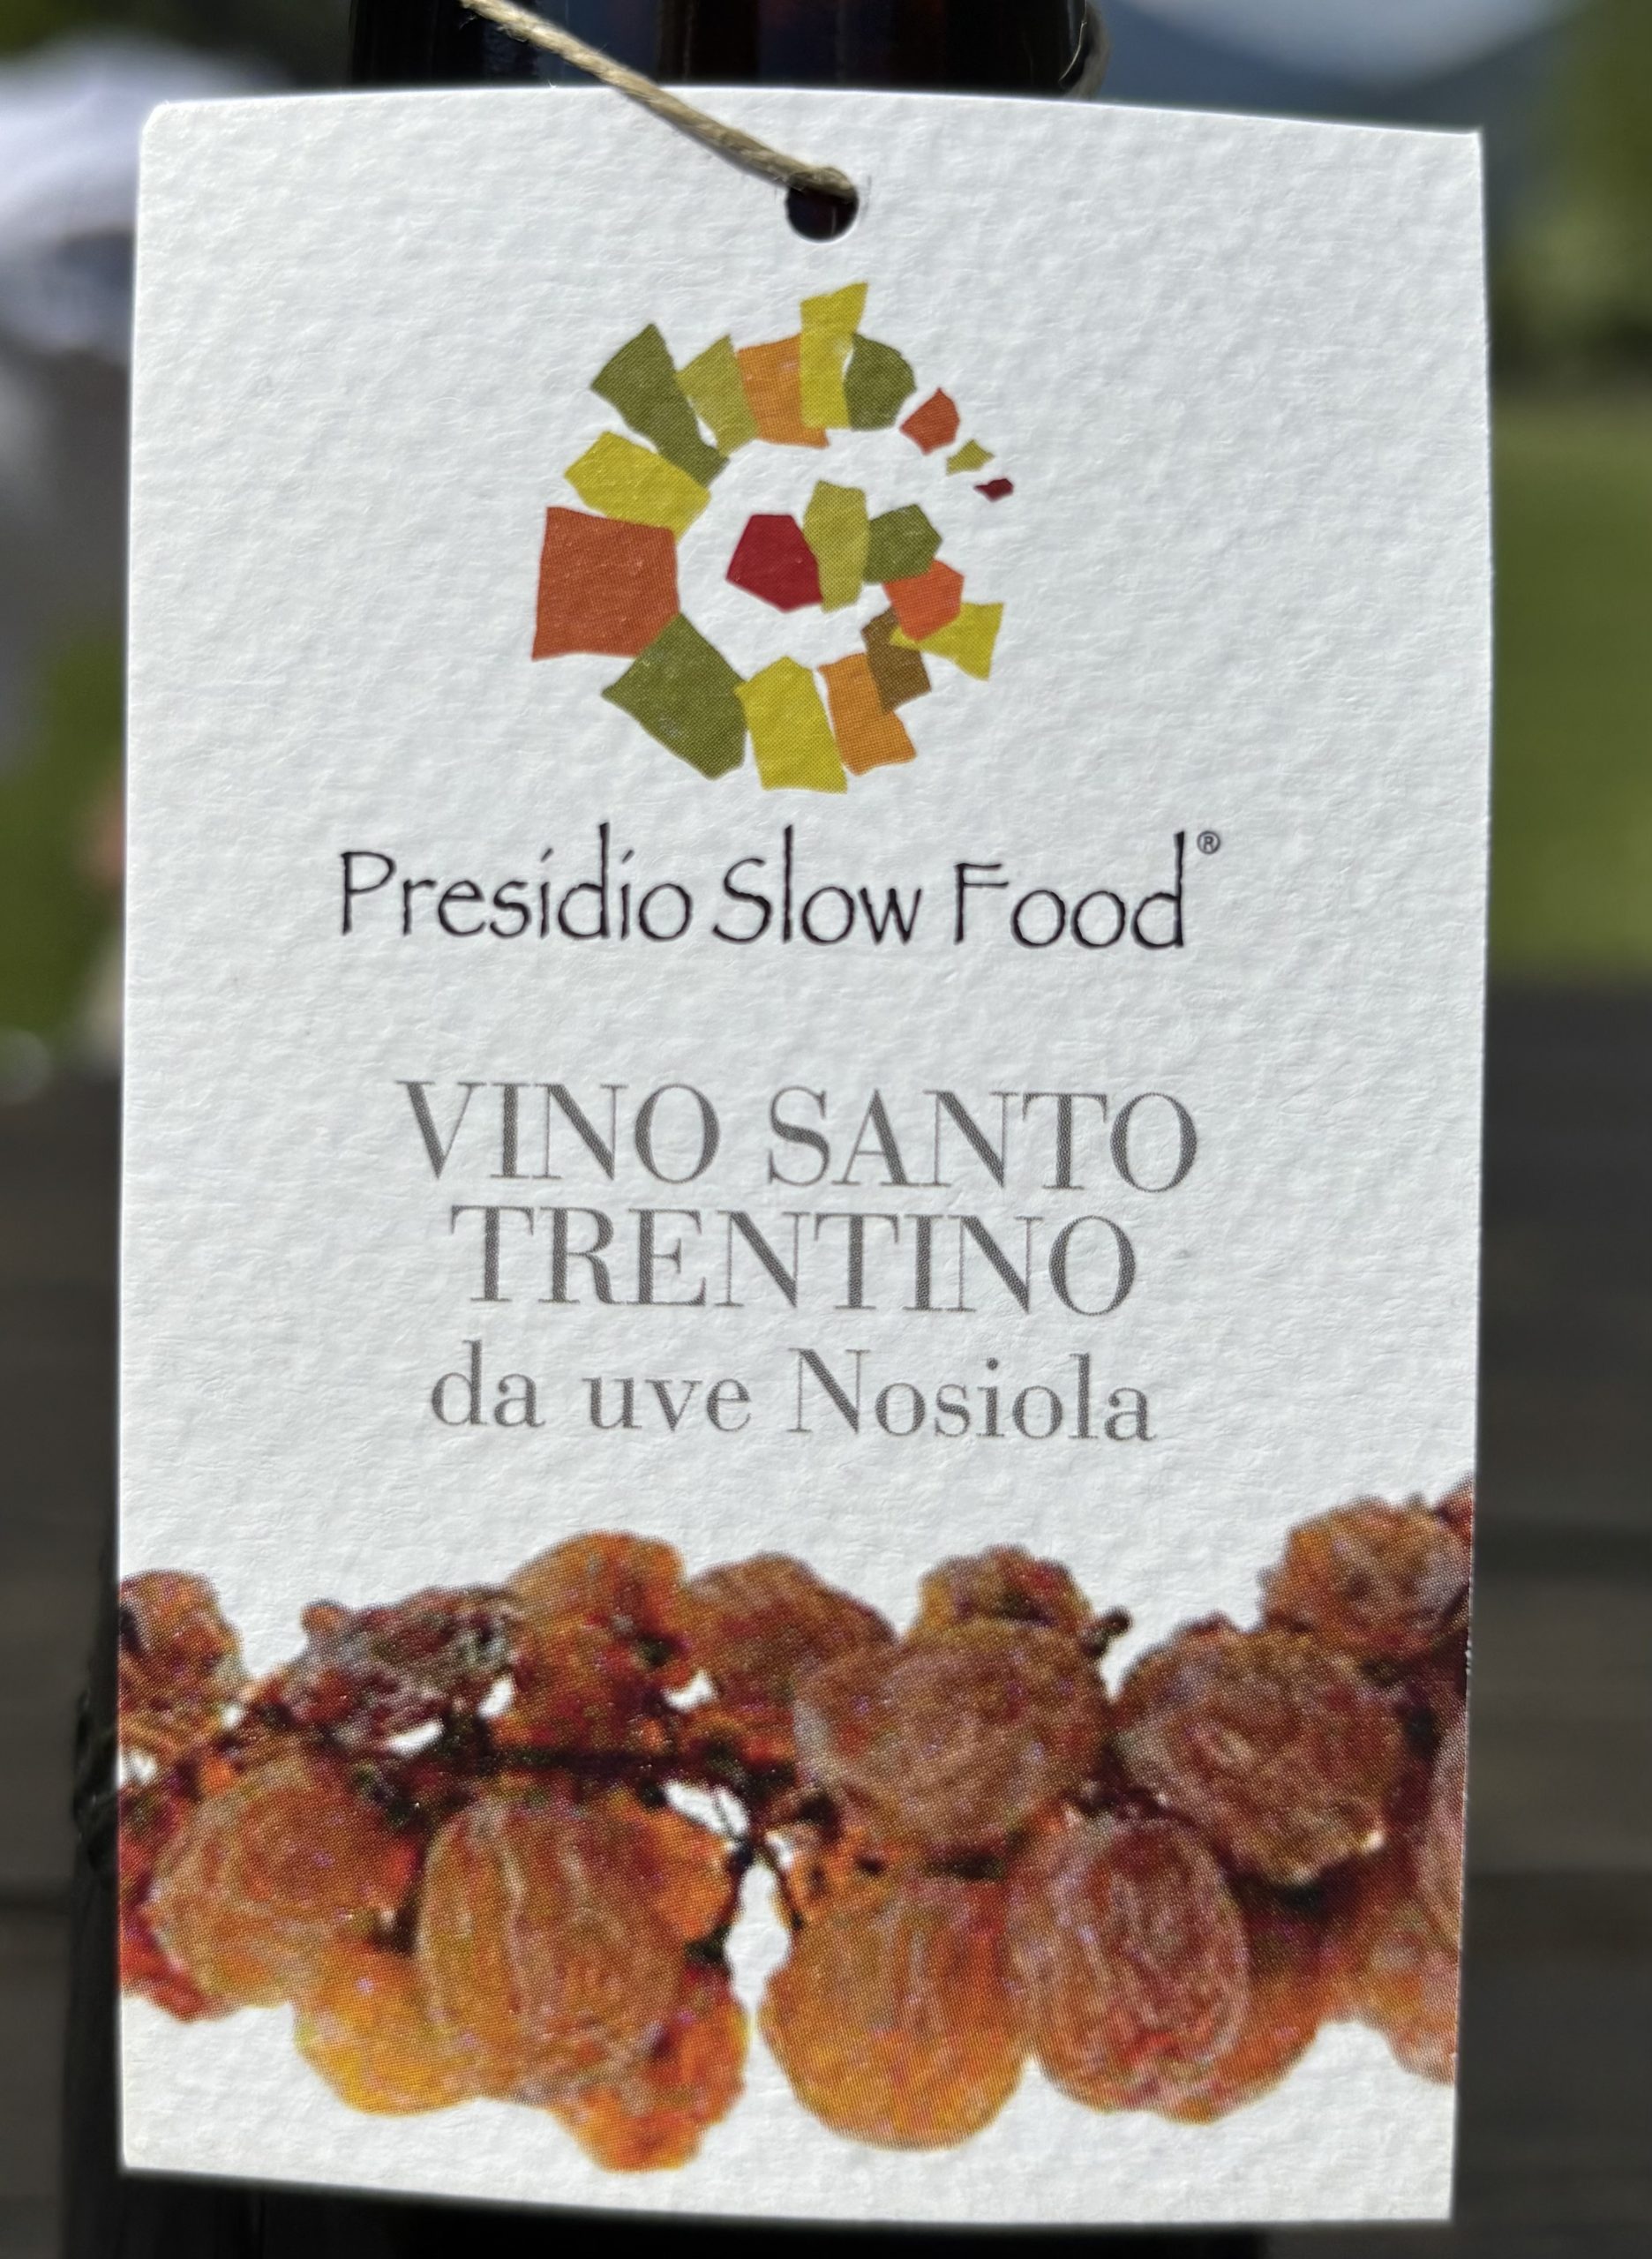 Presidio Slow Food®
VINO SANTO
TRENTINO
da uve Nosiola